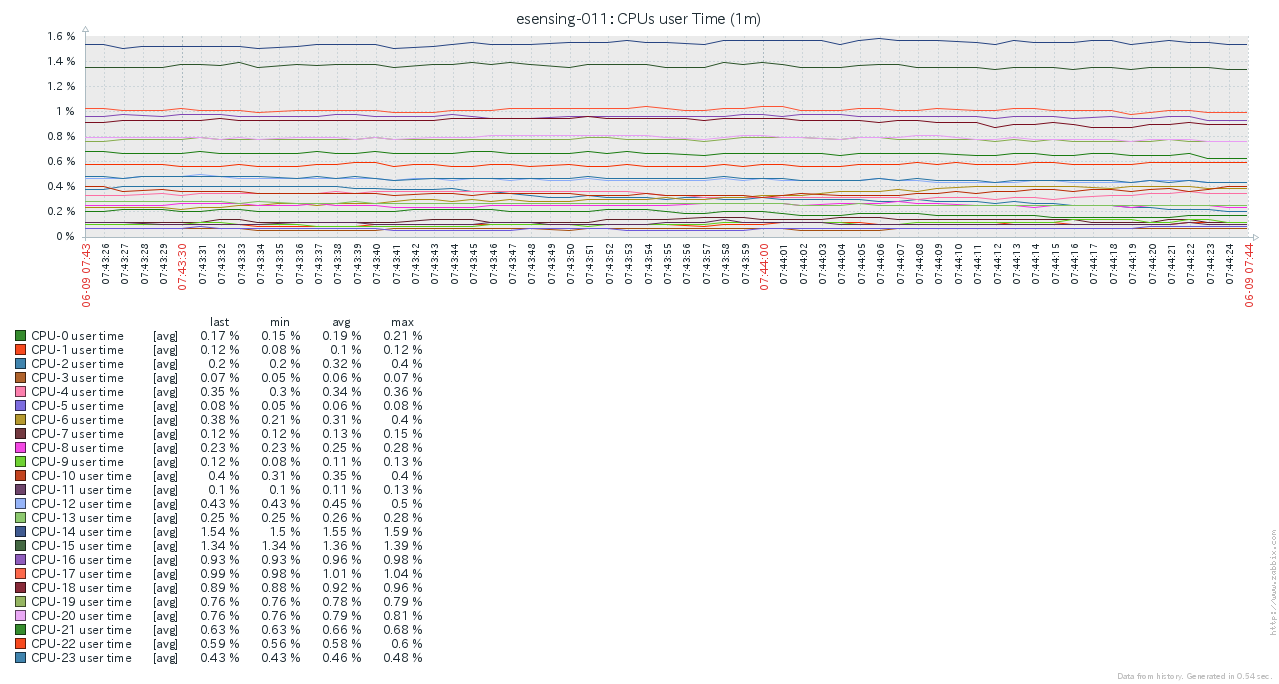 esensing-011: CPUs user Time (1m)
1.6 %
1.4 %
1.2 %
1 %
0.8 %
0.6 %
0.4 %
0.2 %
0 %
06-09 07:43
07:43:26
07:43:27
07:43:28
07:43:29
07:43:30
07:43:31
07:43:32
07:43:33
07:43:34
07:43:35
07:43:36
07:43:37
07:43:38
07:43:39
07:43:40
07:43:41
07:43:42
07:43:43
07:43:44
07:43:45
07:43:46
07:43:47
07:43:48
07:43:49
07:43:50
07:43:51
07:43:52
07:43:53
07:43:54
07:43:55
07:43:56
07:43:57
07:43:58
07:43:59
07:44:00
07:44:01
07:44:02
07:44:03
07:44:04
07:44:05
07:44:06
07:44:07
07:44:08
07:44:09
07:44:10
07:44:11
07:44:12
07:44:13
07:44:14
07:44:15
07:44:16
07:44:17
07:44:18
07:44:19
07:44:20
07:44:21
07:44:22
07:44:23
07:44:24
06-09 07:44
last min avg max
CPU-0 user time [avg] 0.17 % 0.15 % 0.19 % 0.21 %
CPU-1 user time [avg] 0.12 % 0.08 % 0.1 % 0.12 %
CPU-2 user time [avg] 0.2 % 0.2 % 0.32 % 0.4 %
CPU-3 user time [avg] 0.07 % 0.05 % 0.06 % 0.07 %
CPU-4 user time [avg] 0.35 % 0.3 % 0.34 % 0.36 %
CPU-5 user time [avg] 0.08 % 0.05 % 0.06 % 0.08 %
CPU-6 user time [avg] 0.38 % 0.21 % 0.31 % 0.4 %
CPU-7 user time [avg] 0.12 % 0.12 % 0.13 % 0.15 %
CPU-8 user time [avg] 0.23 % 0.23 % 0.25 % 0.28 %
CPU-9 user time [avg] 0.12 % 0.08 % 0.11 % 0.13 %
CPU-10 user time [avg] 0.4 % 0.31 % 0.35 % 0.4 %
CPU-11 user time [avg] 0.1 % 0.1 % 0.11 % 0.13 %
CPU-12 user time [avg] 0.43 % 0.43 % 0.45 % 0.5 %
CPU-13 user time [avg] 0.25 % 0.25 % 0.26 % 0.28 %
CPU-14 user time [avg] 1.54 % 1.5 % 1.55 % 1.59 %
CPU-15 user time [avg] 1.34 % 1.34 % 1.36 % 1.39 %
CPU-16 user time [avg] 0.93 % 0.93 % 0.96 % 0.98 %
CPU-17 user time [avg] 0.99 % 0.98 % 1.01 % 1.04 %
CPU-18 user time [avg] 0.89 % 0.88 % 0.92 % 0.96 %
CPU-19 user time [avg] 0.76 % 0.76 % 0.78 % 0.79 %
CPU-20 user time [avg] 0.76 % 0.76 % 0.79 % 0.81 %
CPU-21 user time [avg] 0.63 % 0.63 % 0.66 % 0.68 %
CPU-22 user time [avg] 0.59 % 0.56 % 0.58 % 0.6 %
CPU-23 user time [avg] 0.43 % 0.43 % 0.46 % 0.48 %
http://www.zabbix.com
Data from history. Generated in 0.54 sec.